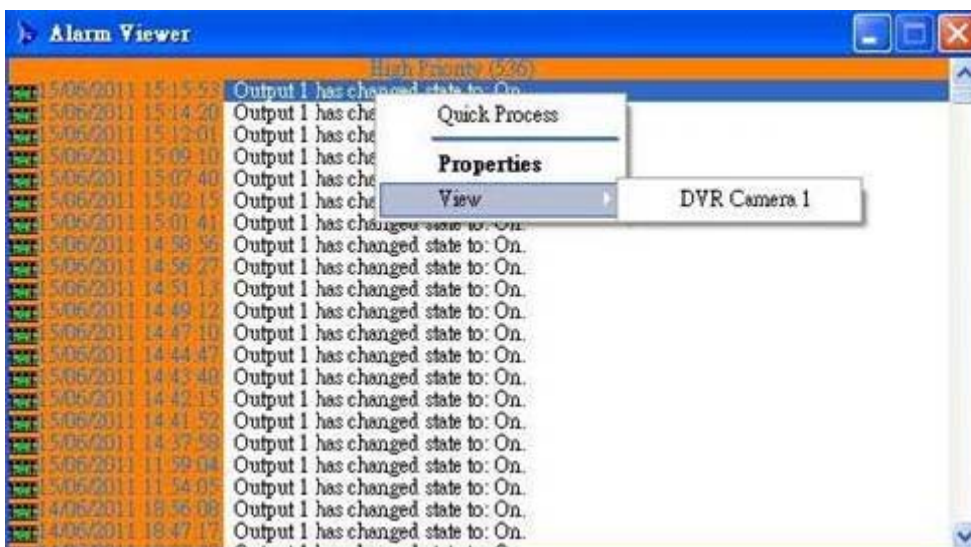 Alarm Viewer
High Priority (536)
15/06/2011 15:15:53 Output 1 has changed state to: On.
15/06/2011 15:14:20 Output 1 has cha
15/06/2011 15:12:01 Output 1 has cha
15/06/2011 15:09:10 Output 1 has cha
15/06/2011 15:07:40 Output 1 has cha
15/06/2011 15:02:15 Output 1 has cha
15/06/2011 15:01:41 Output 1 has changed state to: On.
15/06/2011 14:58:56 Output 1 has changed state to: On.
15/06/2011 14:56:27 Output 1 has changed state to: On.
15/06/2011 14:51:13 Output 1 has changed state to: On.
15/06/2011 14:49:12 Output 1 has changed state to: On.
15/06/2011 14:47:10 Output 1 has changed state to: On.
15/06/2011 14:44:47 Output 1 has changed state to: On.
15/06/2011 14:43:48 Output 1 has changed state to: On.
15/06/2011 14:42:15 Output 1 has changed state to: On.
15/06/2011 14:41:52 Output 1 has changed state to: On.
15/06/2011 14:37:58 Output 1 has changed state to: On.
15/06/2011 11:59:04 Output 1 has changed state to: On.
15/06/2011 11:54:05 Output 1 has changed state to: On.
14/06/2011 18:56:08 Output 1 has changed state to: On.
14/06/2011 18:47:17 Output 1 has changed state to: On.
Quick Process
Properties
View
DVR Camera 1